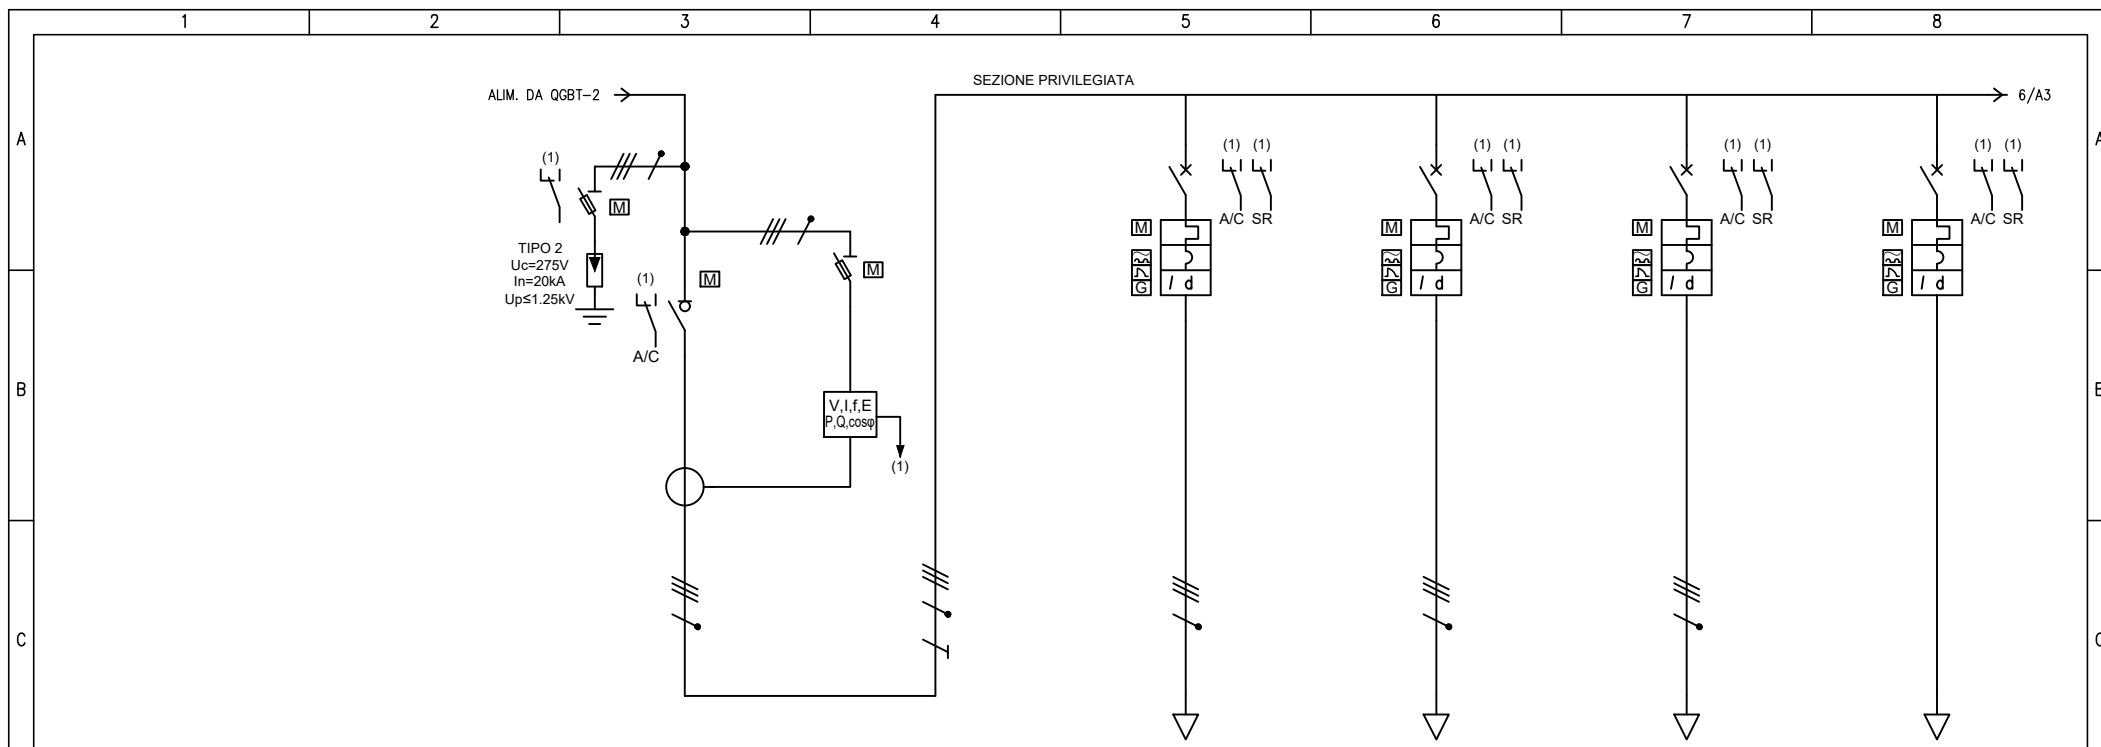 1 2 3 4 5 6 7 8
SEZIONE PRIVILEGIATA
ALIM. DA QGBT-2
6/A3
A
A
(1)
(1) (1)
(1) (1)
(1) (1)
(1) (1)
M
A/C SR
A/C SR
A/C SR
A/C SR
M
M
M
M
TIPO 2
Uc=275V
In=20kA
Up≤1.25kV
(1)
M
M
G
I d
G
I d
G
I d
G
I d
A/C
B
B
V,I,f,E
P,Q,cosφ
(1)
C
C